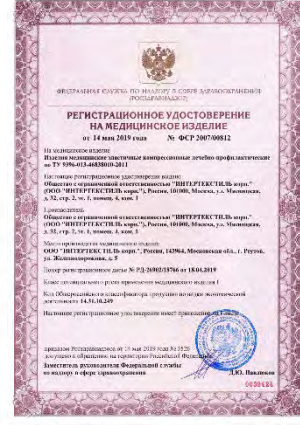 ФЕДЕРАЛЬНАЯ СЛУЖБА ПО НАДЗОРУ В СФЕРЕ ЗДРАВООХРАНЕНИЯ
(РОСЗДРАВНАДЗОР)
РЕГИСТРАЦИОННОЕ УДОСТОВЕРЕНИЕ
НА МЕДИЦИНСКОЕ ИЗДЕЛИЕ
от 14 мая 2019 года № ФСР 2007/00812
На медицинское изделие
Изделия медицинские эластичные компрессионные лечебно-профилактические
по ТУ 9396-013-46838010-2011
Настоящее регистрационное удостоверение выдано
Общество с ограниченной ответственностью "ИНТЕРТЕКСТИЛЬ корп."
(ООО "ИНТЕРТЕКСТИЛЬ корп."), Россия, 101000, Москва, ул. Мясницкая,
д. 32, стр. 2, эт. 1, помещ. 4, ком. 1
Производитель
Общество с ограниченной ответственностью "ИНТЕРТЕКСТИЛЬ корп."
(ООО "ИНТЕРТЕКСТИЛЬ корп."), Россия, 101000, Москва, ул. Мясницкая,
д. 32, стр. 2, эт. 1, помещ. 4, ком. 1
Место производства медицинского изделия
ООО "ИНТЕРТЕКСТИЛЬ корп.", Россия, 143964, Московская обл., г. Реутов,
ул. Железнодорожная, д. 5
Номер регистрационного досье № РД-26902/18766 от 18.04.2019
Класс потенциального риска применения медицинского изделия 1
Код Общероссийского классификатора продукции по видам экономической
деятельности 14.31.10.249
Настоящее регистрационное удостоверение имеет приложение на листе
приказом Росздравнадзора от 14 мая 2019 года № 3526
допущено к обращению на территории Российской Федерации.
Заместитель руководителя Федеральной службы
по надзору в сфере здравоохранения
Д.Ю. Павлюков